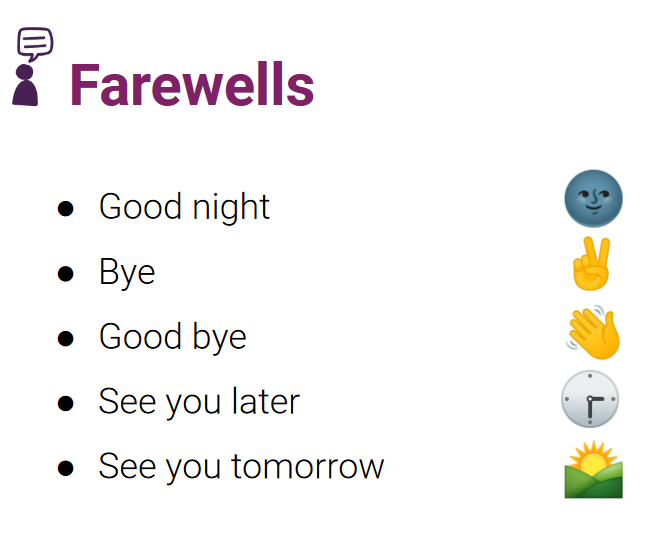 Farewells
● Good night
● Bye
● Good bye
● See you later
● See you tomorrow